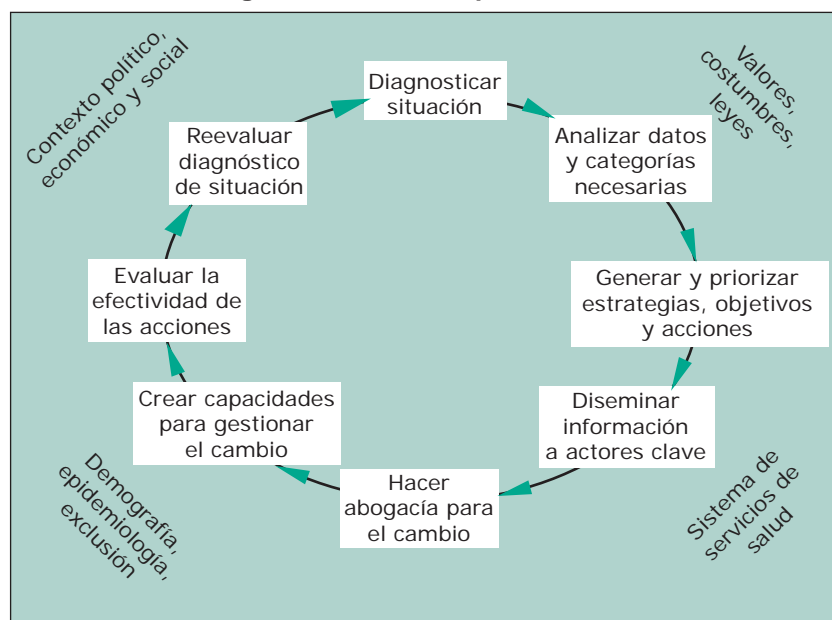 Contexto político,
económico y social
Valores,
costumbres,
leyes
Diagnosticar
situación
Analizar datos
y categorías
necesarias
Generar y priorizar
estrategias, objetivos
y acciones
Diseminar
información
a actores clave
Hacer
abogacía para
el cambio
Crear capacidades
para gestionar
el cambio
Evaluar la
efectividad de
las acciones
Reevaluar
diagnóstico
de situación
Demografía,
epidemiología,
exclusión
Sistema de
servicios de
salud